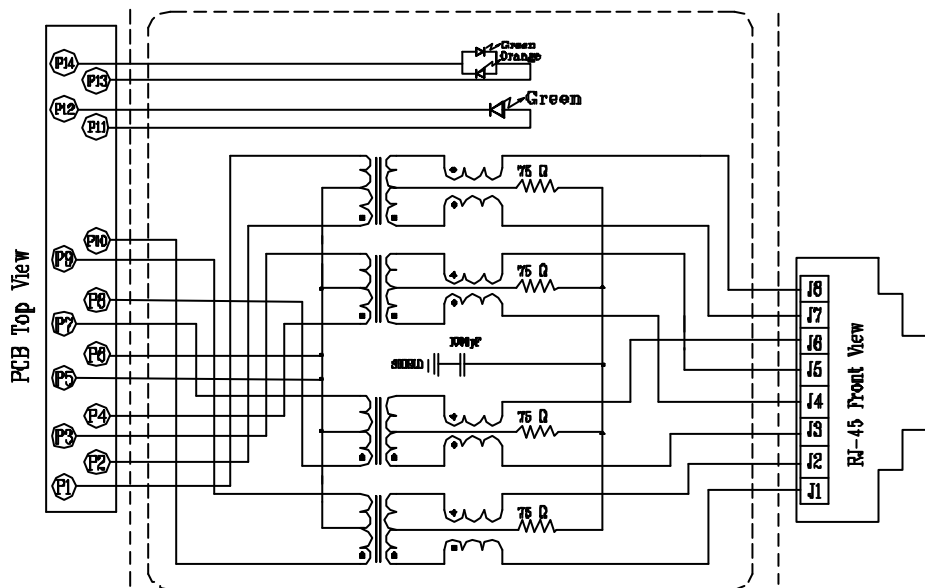 PCB Top View
P14
P13
P12
P11
P10
P9
P8
P7
P6
P5
P4
P3
P2
P1
Green
Orange
Green
75 Ω
75 Ω
1000pF
SHIELD
75 Ω
75 Ω
J8
J7
J6
J5
J4
J3
J2
J1
RJ-45 Front View